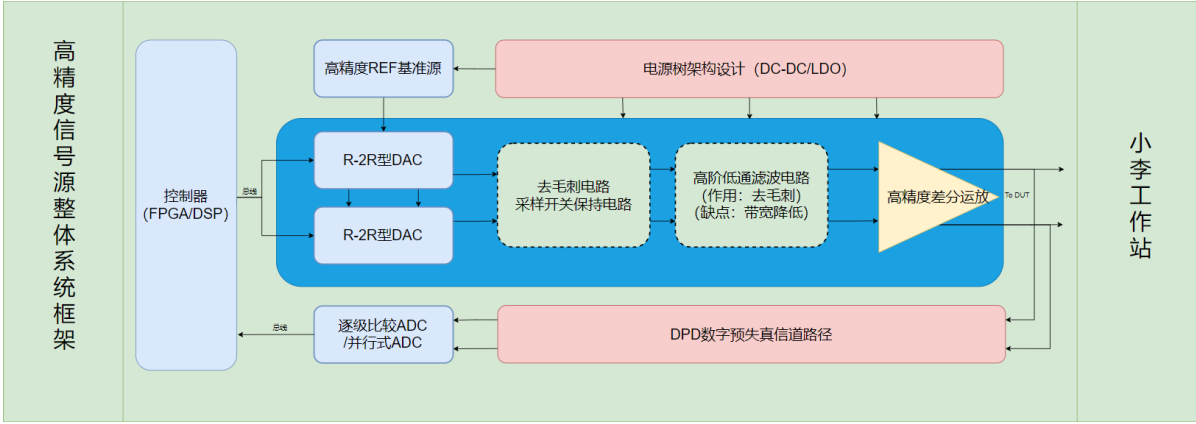 高精度信号源整体系统框架
控制器
(FPGA/DSP)
总线
高精度REF基准源
电源树架构设计（DC-DC/LDO）
R-2R型DAC
R-2R型DAC
去毛刺电路
采样开关保持电路
高阶低通滤波电路
(作用：去毛刺)
(缺点：带宽降低)
高精度差分运放
To DUT
总线
逐级比较ADC
/并行式ADC
DPD数字预失真信道路径
小李工作站